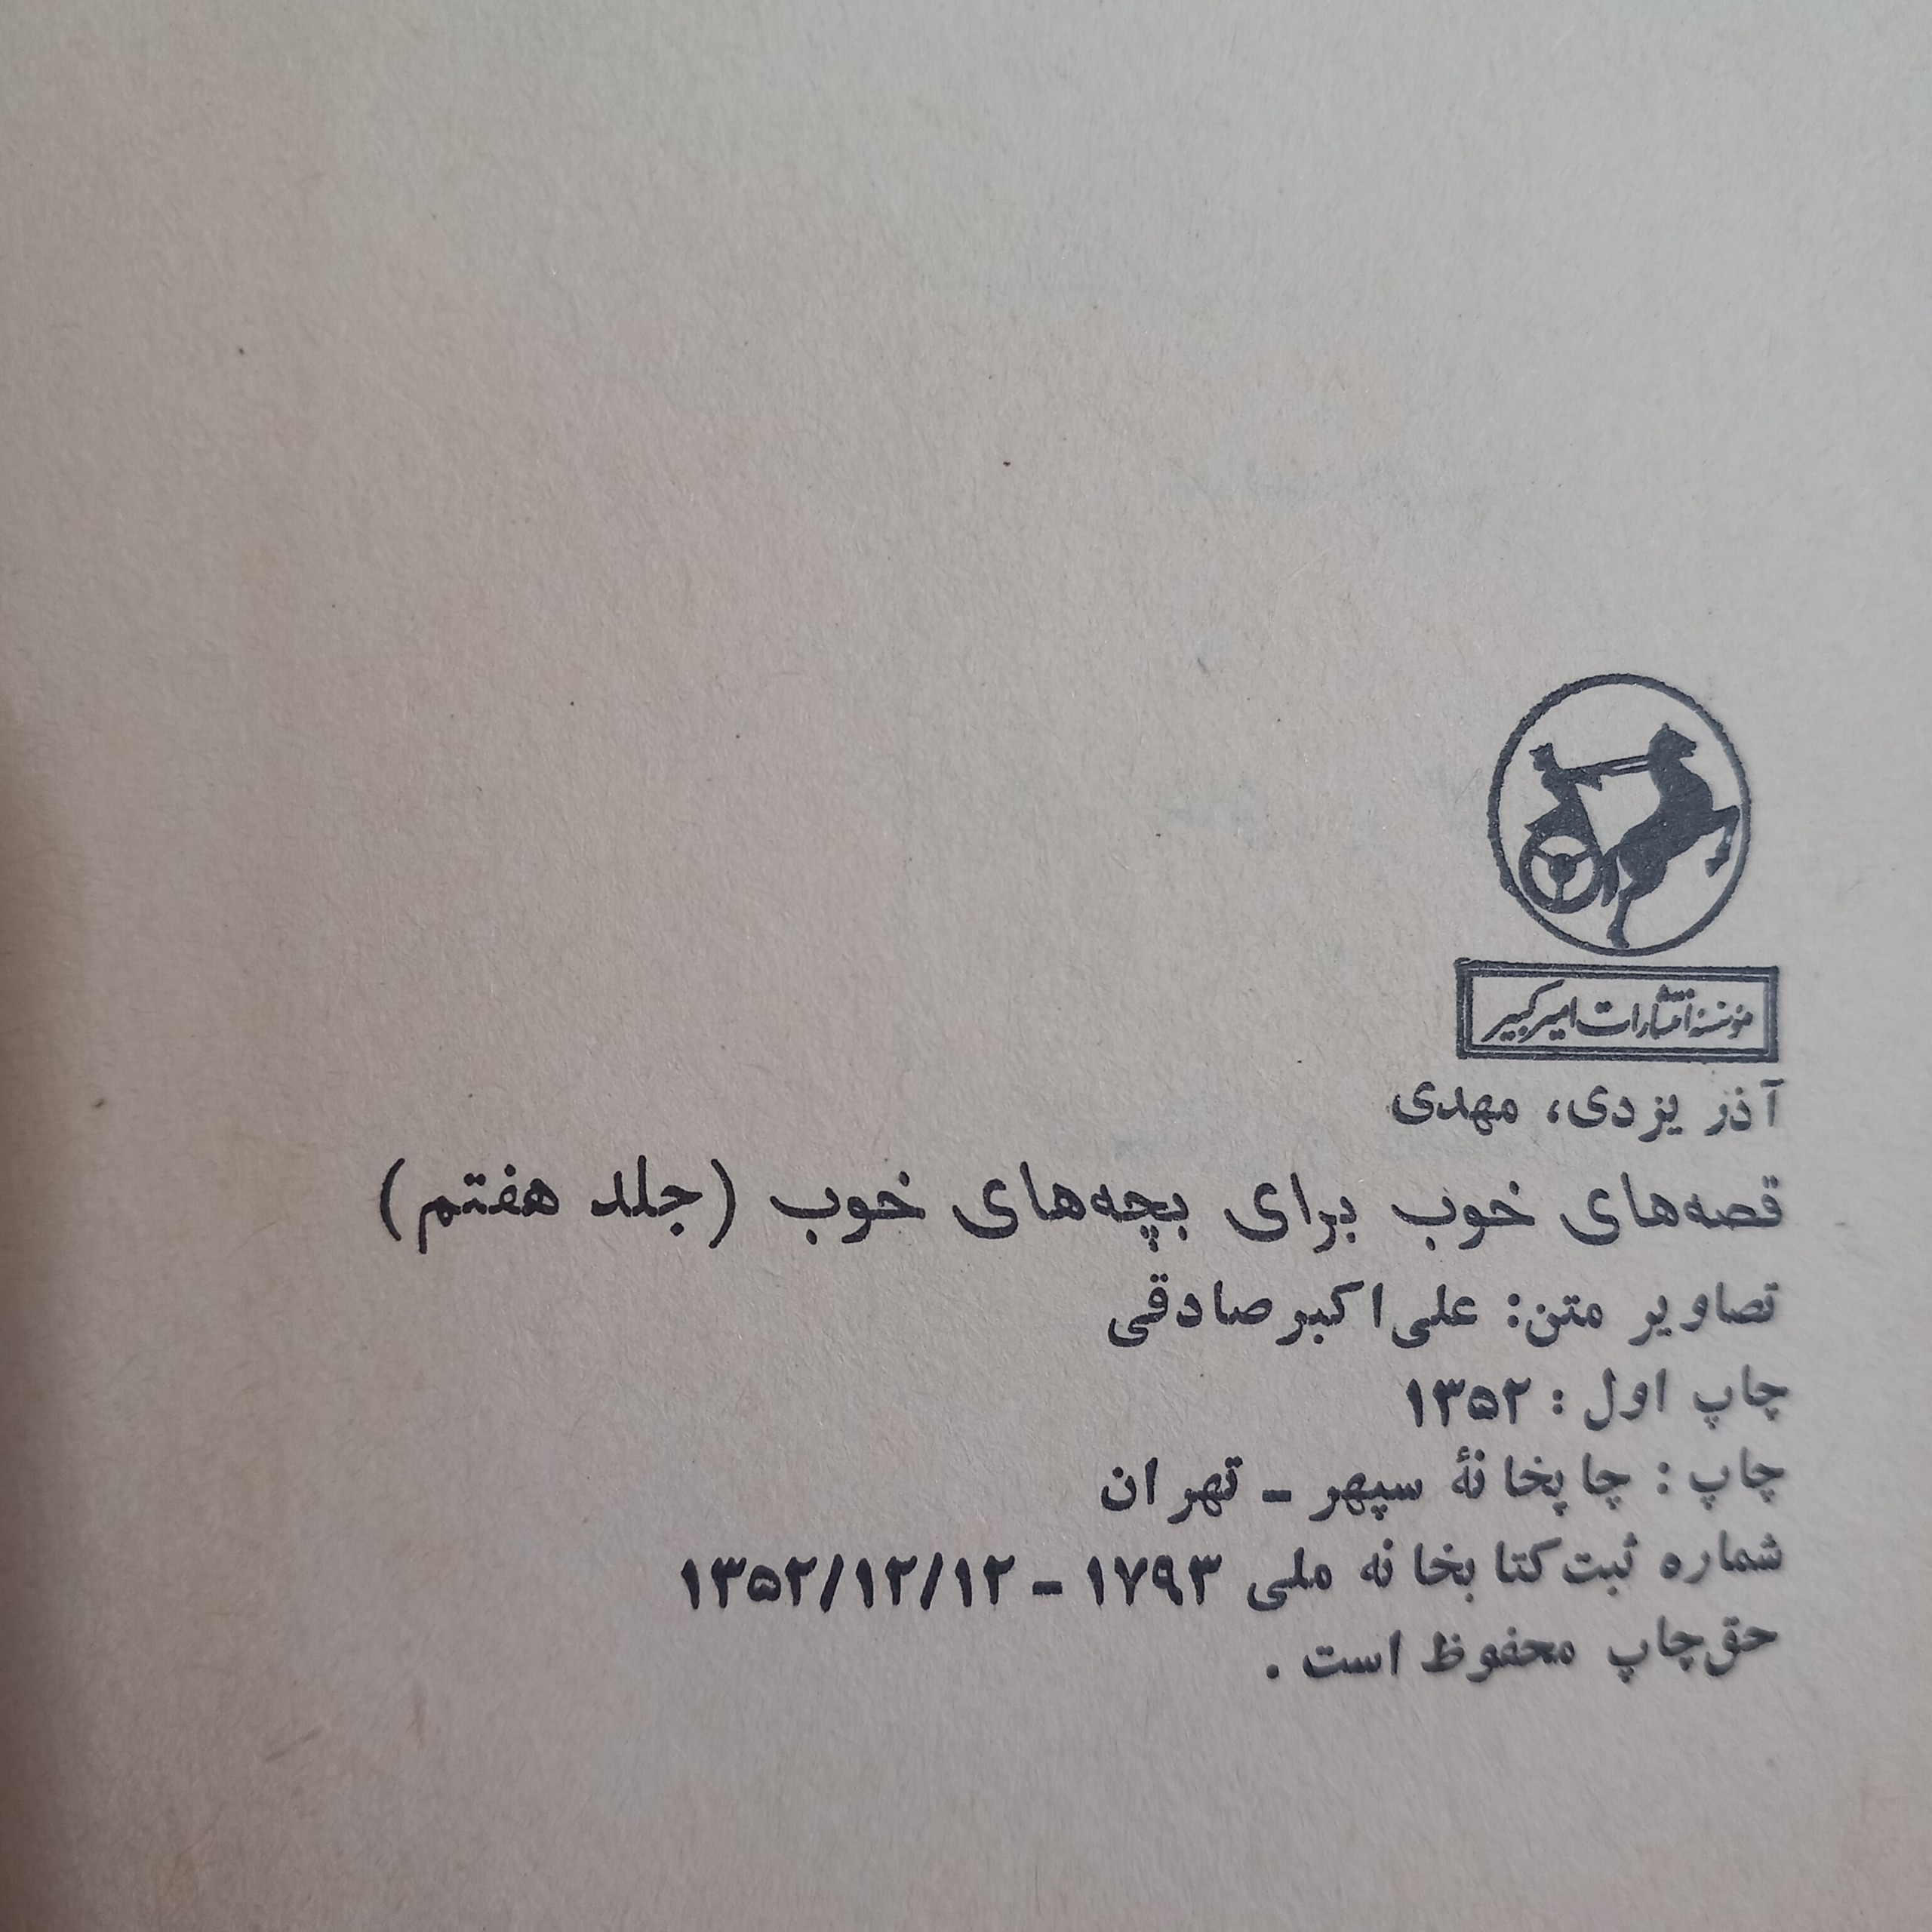 مؤسسه انتشارات امیرکبیر
آذر یزدی، مهدی
قصه‌های خوب برای بچه‌های خوب (جلد هفتم)
تصاویر متن: علی‌اکبر صادقی
چاپ اول: ۱۳۵۲
چاپ: چاپخانهٔ سپهر ـ تهران
شماره ثبت کتابخانه ملی ۱۷۹۳ ـ ۱۳۵۲/۱۲/۱۲
حق چاپ محفوظ است.